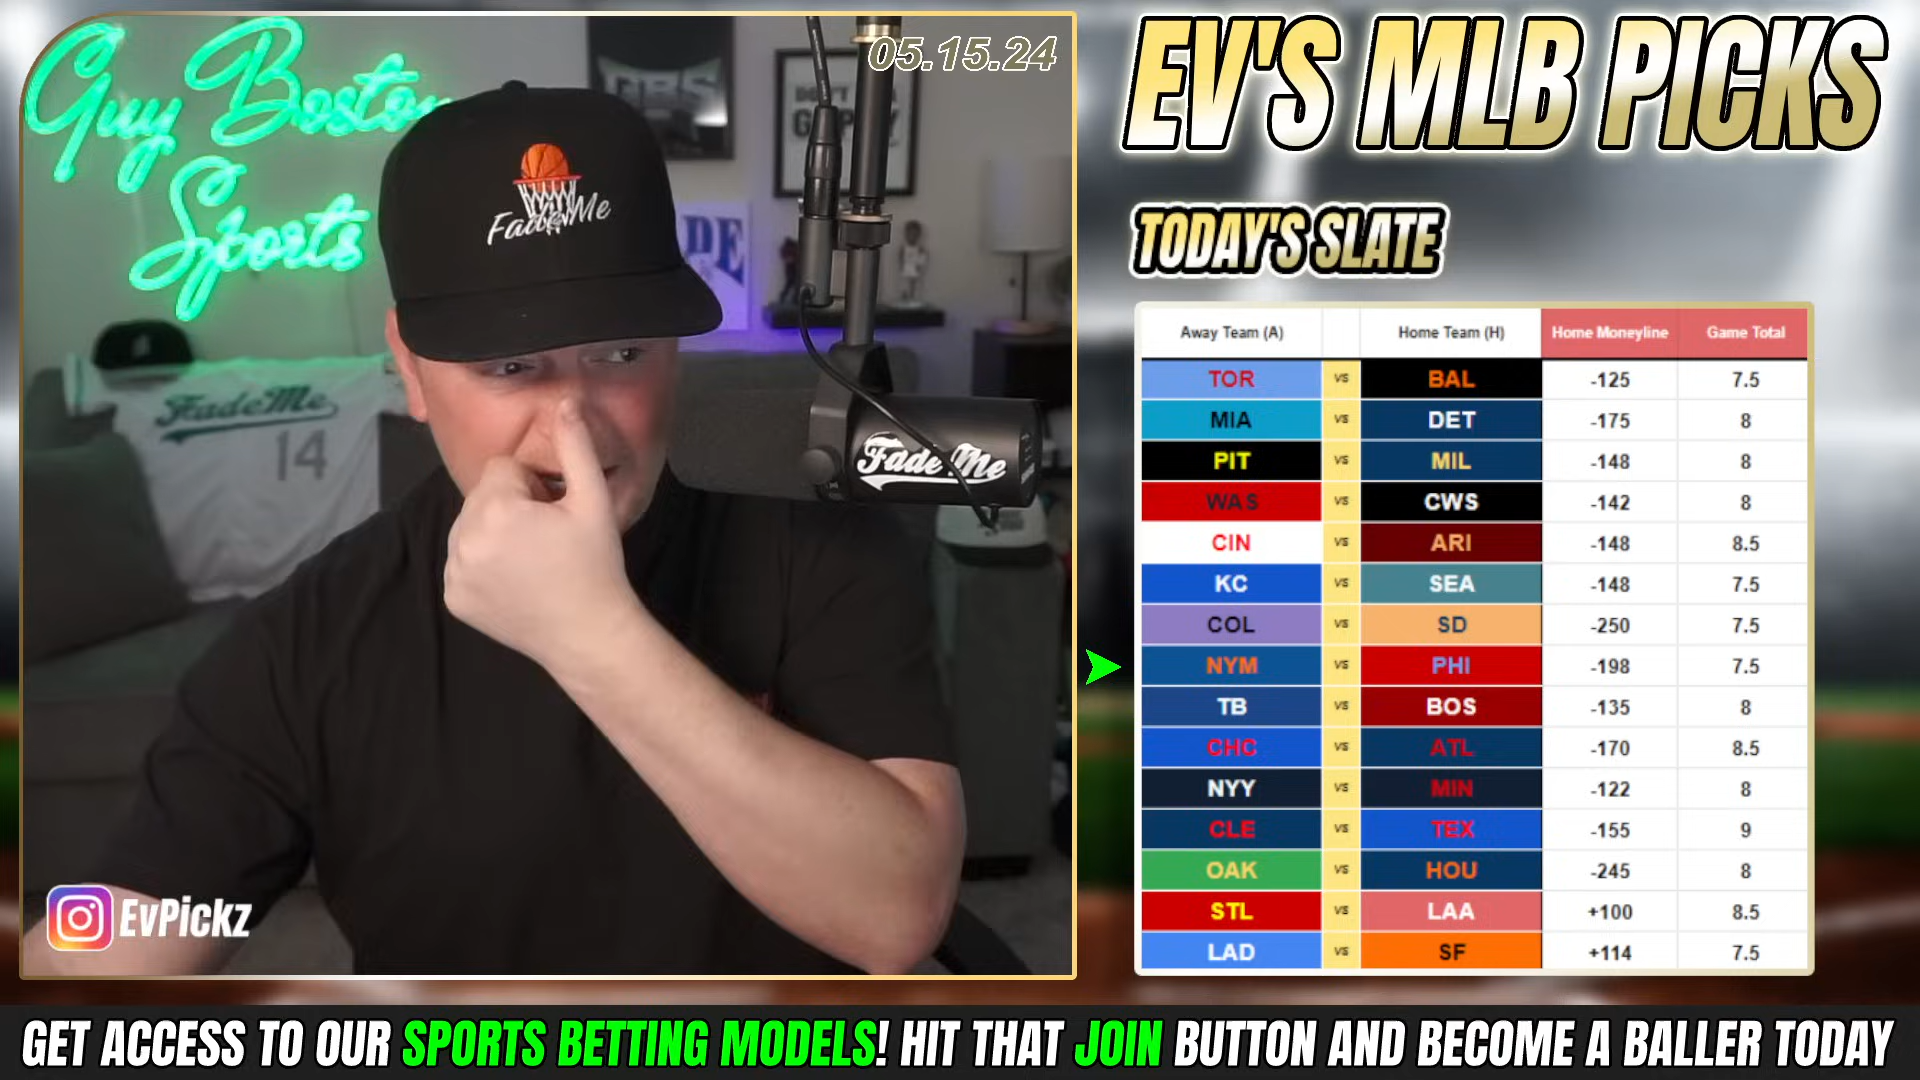 Guy Boston
Sports
05.15.24
FadeMe
FadeMe
14
Fade Me
EvPickz
EV'S MLB PICKS
TODAY'S SLATE
Away Team (A) Home Team (H) Home Moneyline Game Total
TOR VS BAL -125 7.5
MIA VS DET -175 8
PIT VS MIL -148 8
WAS VS CWS -142 8
CIN VS ARI -148 8.5
KC VS SEA -148 7.5
COL VS SD -250 7.5
NYM VS PHI -198 7.5
TB VS BOS -135 8
CHC VS ATL -170 8.5
NYY VS MIN -122 8
CLE VS TEX -155 9
OAK VS HOU -245 8
STL VS LAA +100 8.5
LAD VS SF +114 7.5
GET ACCESS TO OUR SPORTS BETTING MODELS! HIT THAT JOIN BUTTON AND BECOME A BALLER TODAY